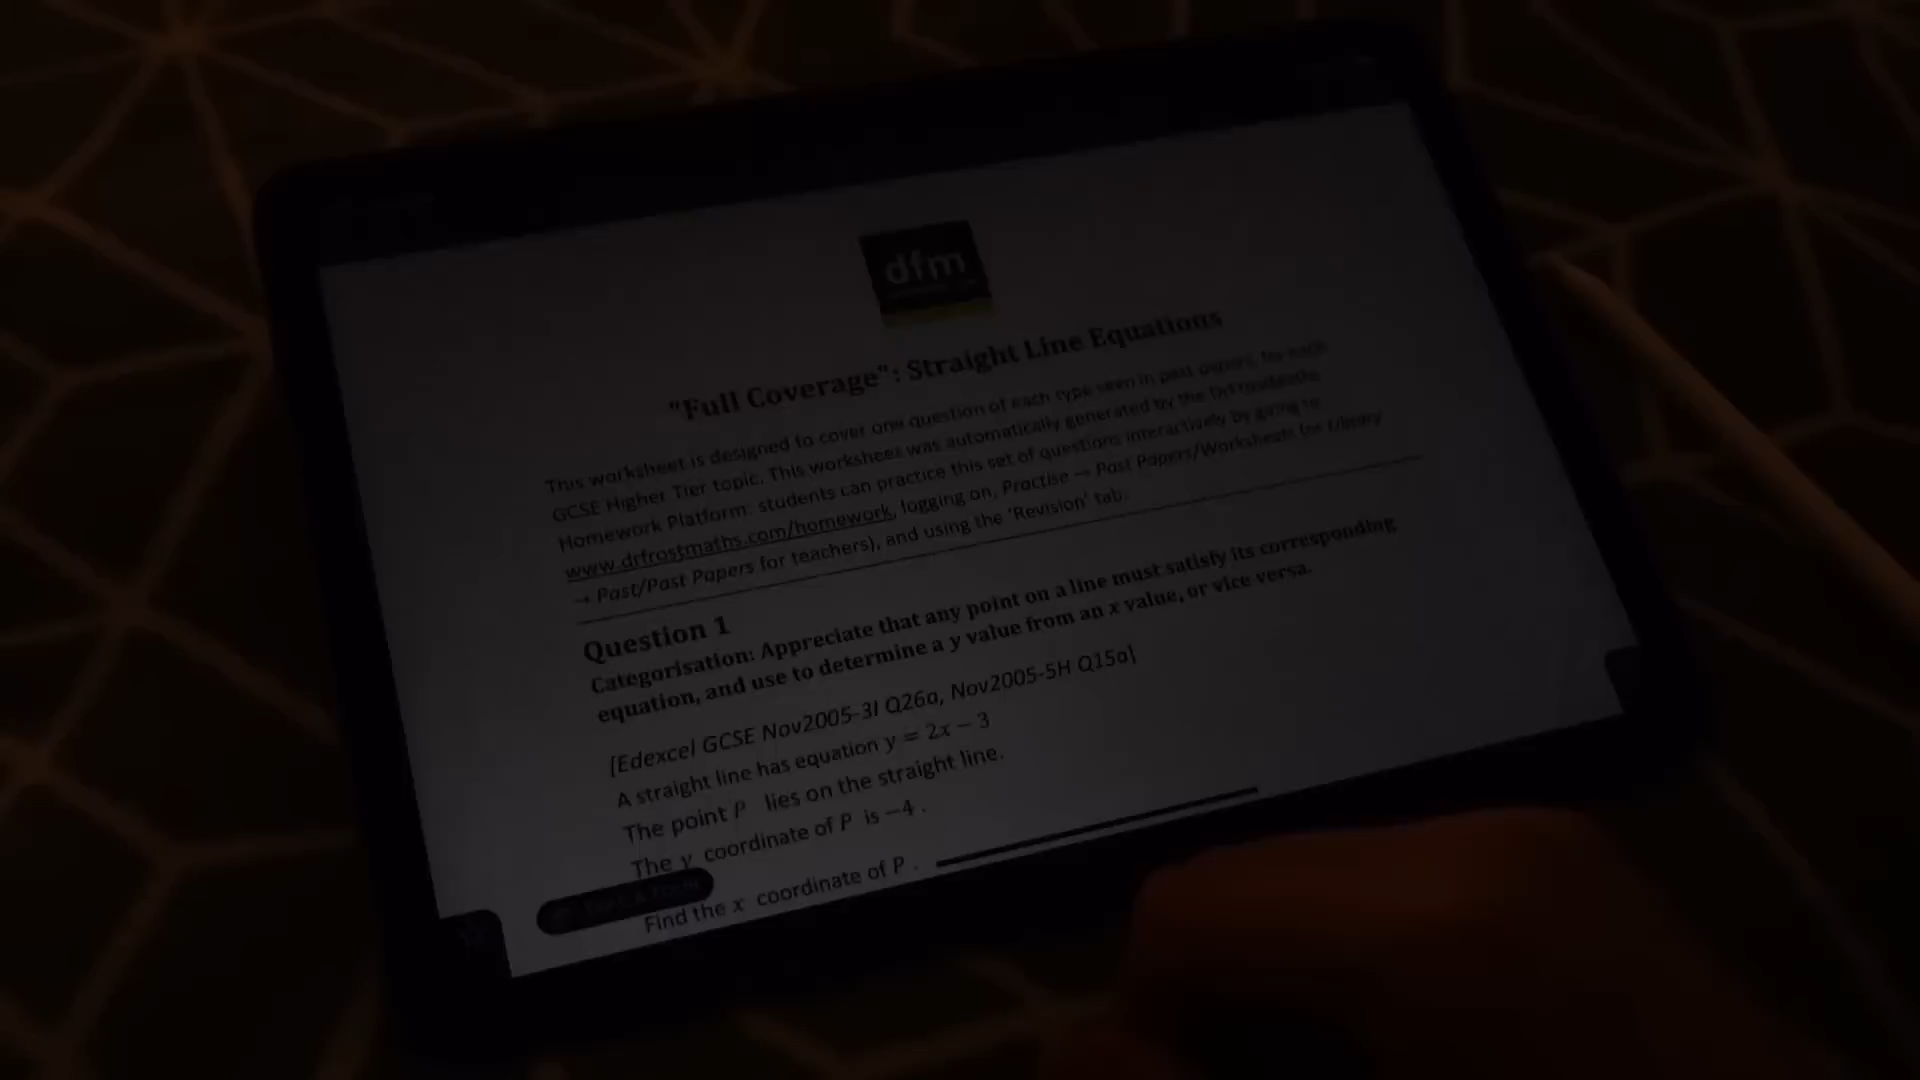 dfm
"Full Coverage": Straight Line Equations
This worksheet is designed to cover one question of each type seen in past papers, for each
GCSE Higher Tier topic. This worksheet was automatically generated by the DrFrostMaths
Homework Platform: students can practice this set of questions interactively by going to
www.drfrostmaths.com/homework, logging on, Practise → Past Papers/Worksheets (or Library
→ Past/Past Papers for teachers), and using the 'Revision' tab.
Question 1
Categorisation: Appreciate that any point on a line must satisfy its corresponding
equation, and use to determine a y value from an x value, or vice versa.
[Edexcel GCSE Nov2005-3I Q26a, Nov2005-5H Q15a]
A straight line has equation y = 2x − 3
The point P lies on the straight line.
The y coordinate of P is −4 .
Find the x coordinate of P .